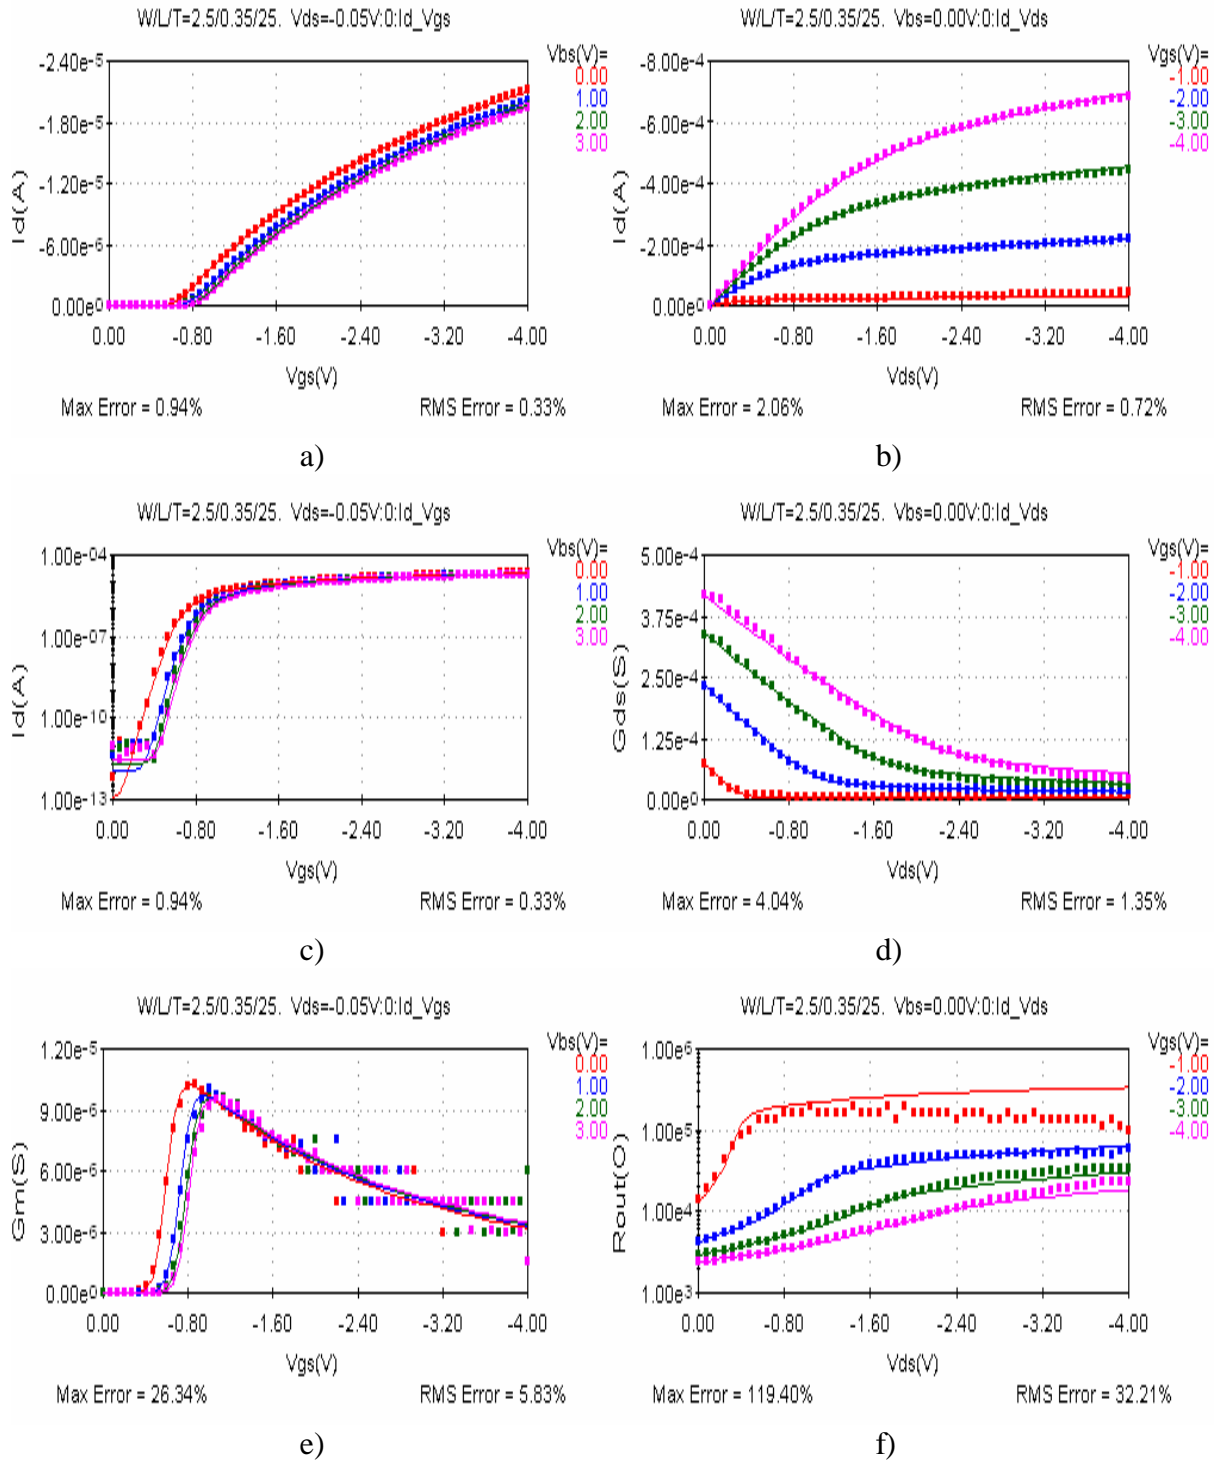 W/L/T=2.5/0.35/25. Vds=-0.05V:0:Id_Vgs
Vbs(V)=
0.00
1.00
2.00
3.00
-2.40e-5
-1.80e-5
-1.20e-5
-6.00e-6
0.00e0
Id(A)
0.00 -0.80 -1.60 -2.40 -3.20 -4.00
Vgs(V)
Max Error = 0.94% RMS Error = 0.33%
a)
W/L/T=2.5/0.35/25. Vbs=0.00V:0:Id_Vds
Vgs(V)=
-1.00
-2.00
-3.00
-4.00
-8.00e-4
-6.00e-4
-4.00e-4
-2.00e-4
0.00e0
Id(A)
0.00 -0.80 -1.60 -2.40 -3.20 -4.00
Vds(V)
Max Error = 2.06% RMS Error = 0.72%
b)
W/L/T=2.5/0.35/25. Vds=-0.05V:0:Id_Vgs
Vbs(V)=
0.00
1.00
2.00
3.00
1.00e-04
1.00e-07
1.00e-10
1.00e-13
Id(A)
0.00 -0.80 -1.60 -2.40 -3.20 -4.00
Vgs(V)
Max Error = 0.94% RMS Error = 0.33%
c)
W/L/T=2.5/0.35/25. Vbs=0.00V:0:Id_Vds
Vgs(V)=
-1.00
-2.00
-3.00
-4.00
5.00e-4
3.75e-4
2.50e-4
1.25e-4
0.00e0
Gds(S)
0.00 -0.80 -1.60 -2.40 -3.20 -4.00
Vds(V)
Max Error = 4.04% RMS Error = 1.35%
d)
W/L/T=2.5/0.35/25. Vds=-0.05V:0:Id_Vgs
Vbs(V)=
0.00
1.00
2.00
3.00
1.20e-5
9.00e-6
6.00e-6
3.00e-6
0.00e0
Gm(S)
0.00 -0.80 -1.60 -2.40 -3.20 -4.00
Vgs(V)
Max Error = 26.34% RMS Error = 5.83%
e)
W/L/T=2.5/0.35/25. Vbs=0.00V:0:Id_Vds
Vgs(V)=
-1.00
-2.00
-3.00
-4.00
1.00e6
1.00e5
1.00e4
1.00e3
Rout(O)
0.00 -0.80 -1.60 -2.40 -3.20 -4.00
Vds(V)
Max Error = 119.40% RMS Error = 32.21%
f)